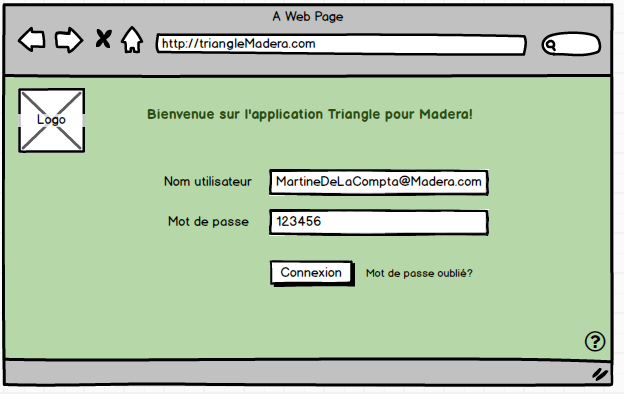 A Web Page
http://triangleMadera.com
Logo
Bienvenue sur l'application Triangle pour Madera!
Nom utilisateur
MartineDeLaCompta@Madera.com
Mot de passe
123456
Connexion
Mot de passe oublié?
?